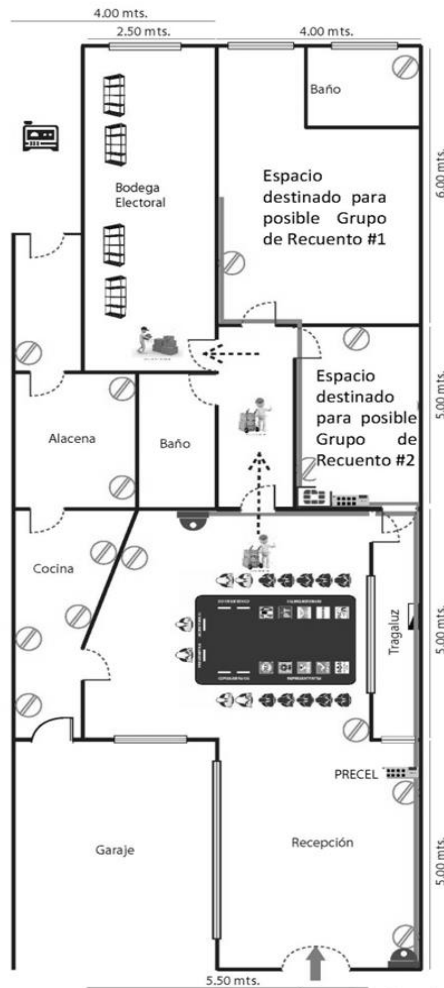 4.00 mts.
2.50 mts.
4.00 mts.
Baño
6.00 mts.
Bodega
Electoral
Espacio
destinado para
posible Grupo
de Recuento #1
5.00 mts.
Espacio
destinado
para posible
Grupo de
Recuento #2
Alacena
Baño
Cocina
Tragaluz
5.00 mts.
PRECEL
Garaje
Recepción
5.00 mts.
5.50 mts.